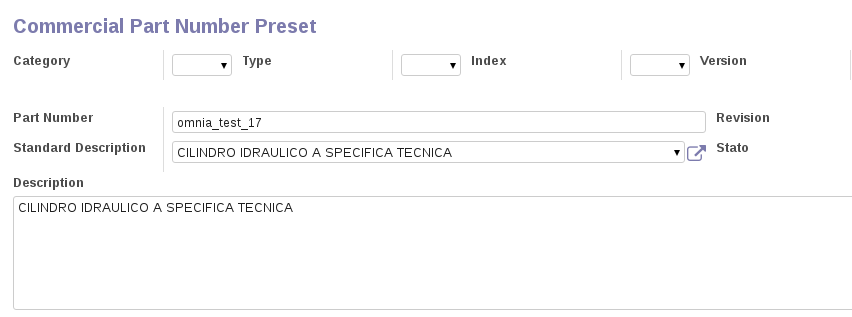 Commercial Part Number Preset
Category Type Index Version
Part Number omnia_test_17 Revision
Standard Description CILINDRO IDRAULICO A SPECIFICA TECNICA Stato
Description
CILINDRO IDRAULICO A SPECIFICA TECNICA